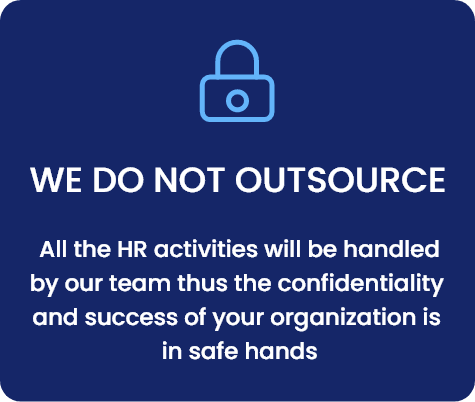 WE DO NOT OUTSOURCE
All the HR activities will be handled
by our team thus the confidentiality
and success of your organization is
in safe hands